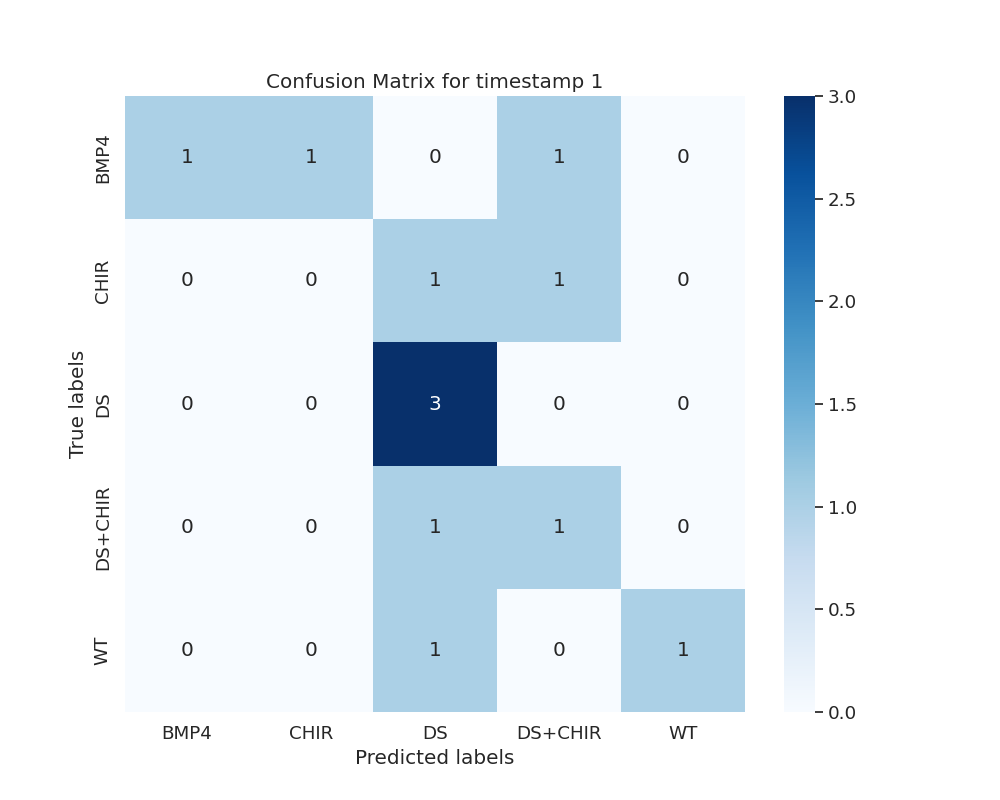 Confusion Matrix for timestamp 1
True labels
BMP4 1 1 0 1 0
CHIR 0 0 1 1 0
DS 0 0 3 0 0
DS+CHIR 0 0 1 1 0
WT 0 0 1 0 1
BMP4 CHIR DS DS+CHIR WT
Predicted labels
3.0
2.5
2.0
1.5
1.0
0.5
0.0